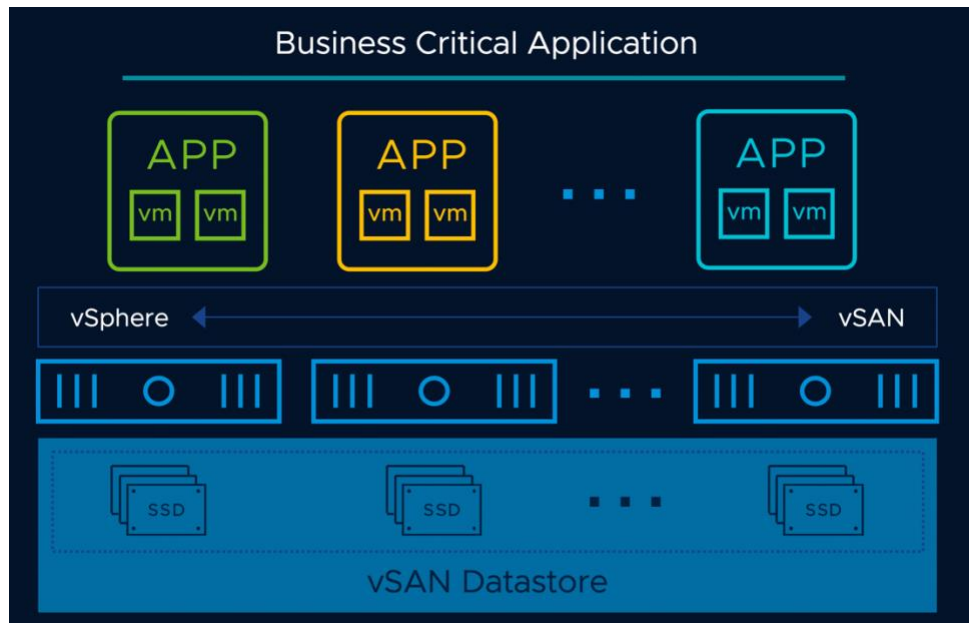 Business Critical Application
APP APP APP
vm vm vm vm vm vm
vSphere vSAN
SSD SSD SSD
vSAN Datastore